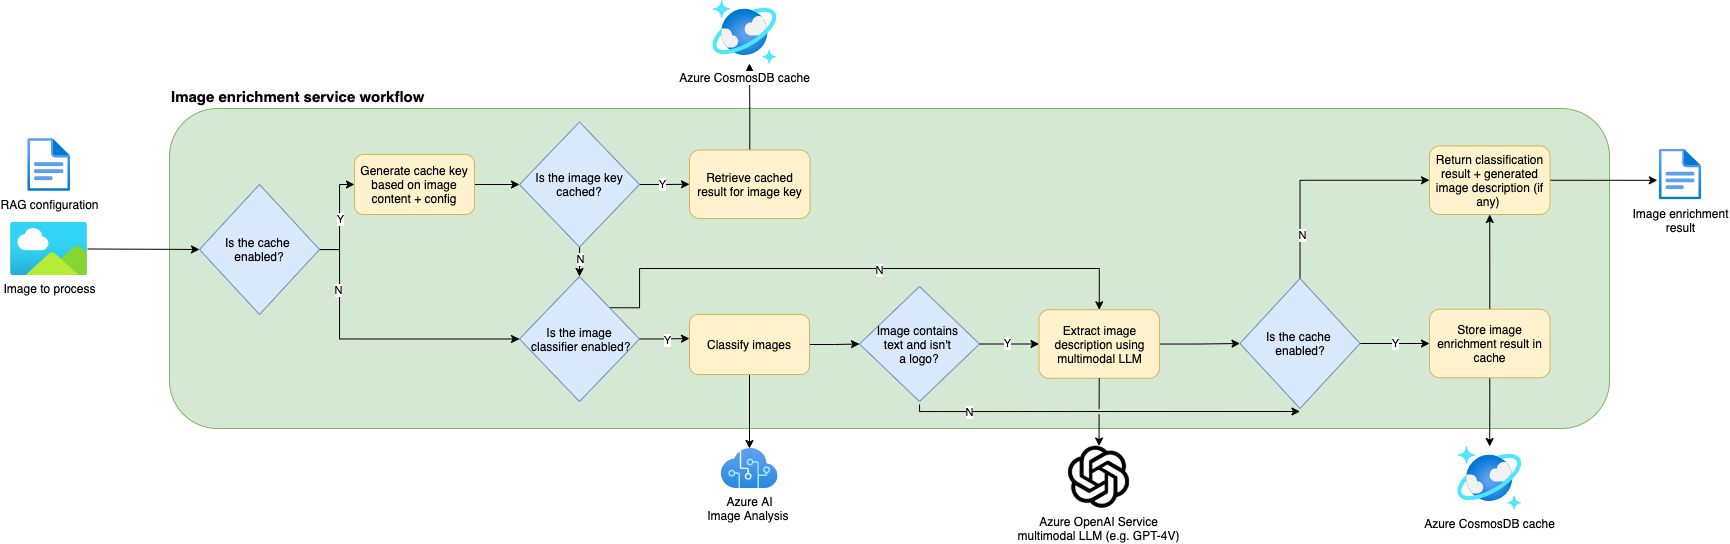 Azure CosmosDB cache
Image enrichment service workflow
RAG configuration
Image to process
Is the cache
enabled?
Y
N
Generate cache key
based on image
content + config
Is the image key
cached?
Y
N
Retrieve cached
result for image key
Is the image
classifier enabled?
N
Y
Classify images
Azure AI
Image Analysis
Image contains
text and isn't
a logo?
Y
N
Extract image
description using
multimodal LLM
Azure OpenAI Service
multimodal LLM (e.g. GPT-4V)
Is the cache
enabled?
N
Y
Store image
enrichment result in
cache
Azure CosmosDB cache
Return classification
result + generated
image description (if
any)
Image enrichment
result